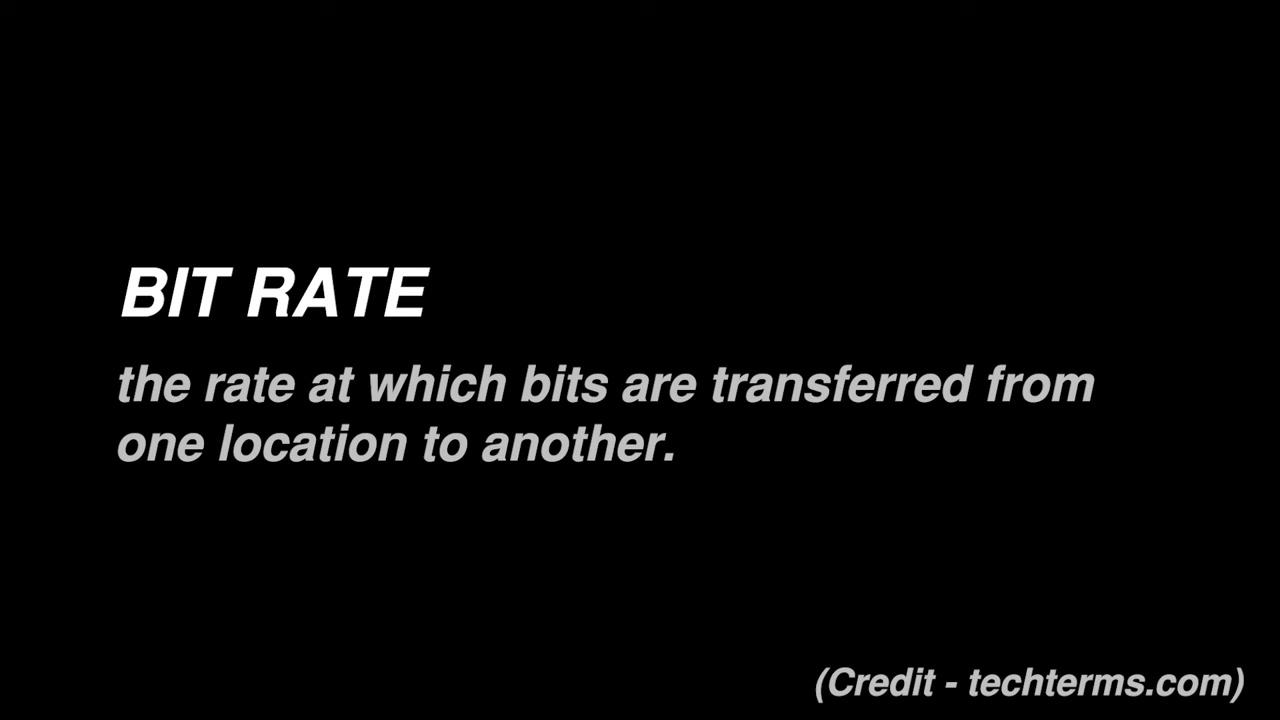 BIT RATE
the rate at which bits are transferred from
one location to another.
(Credit - techterms.com)